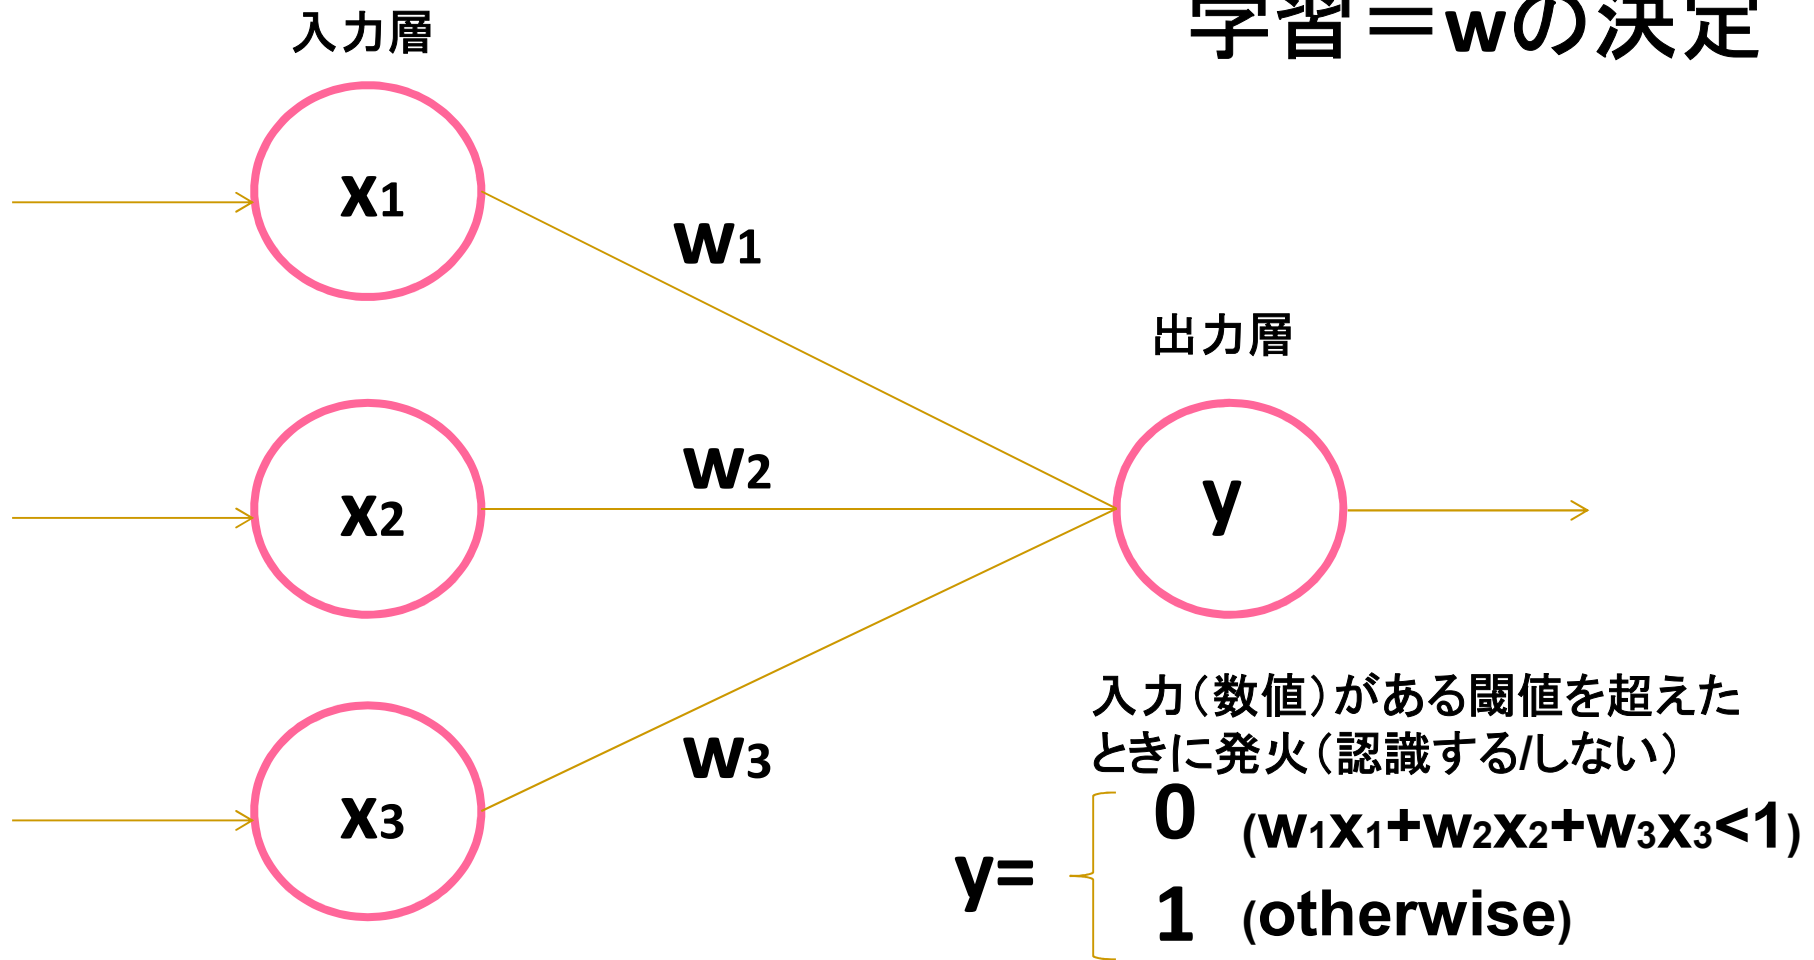 学習＝wの決定
入力層
x1
w1
出力層
x2
w2
y
x3
w3
入力（数値）がある閾値を超えた
ときに発火（認識する/しない）
y=
0 (w1x1+w2x2+w3x3<1)
1 (otherwise)